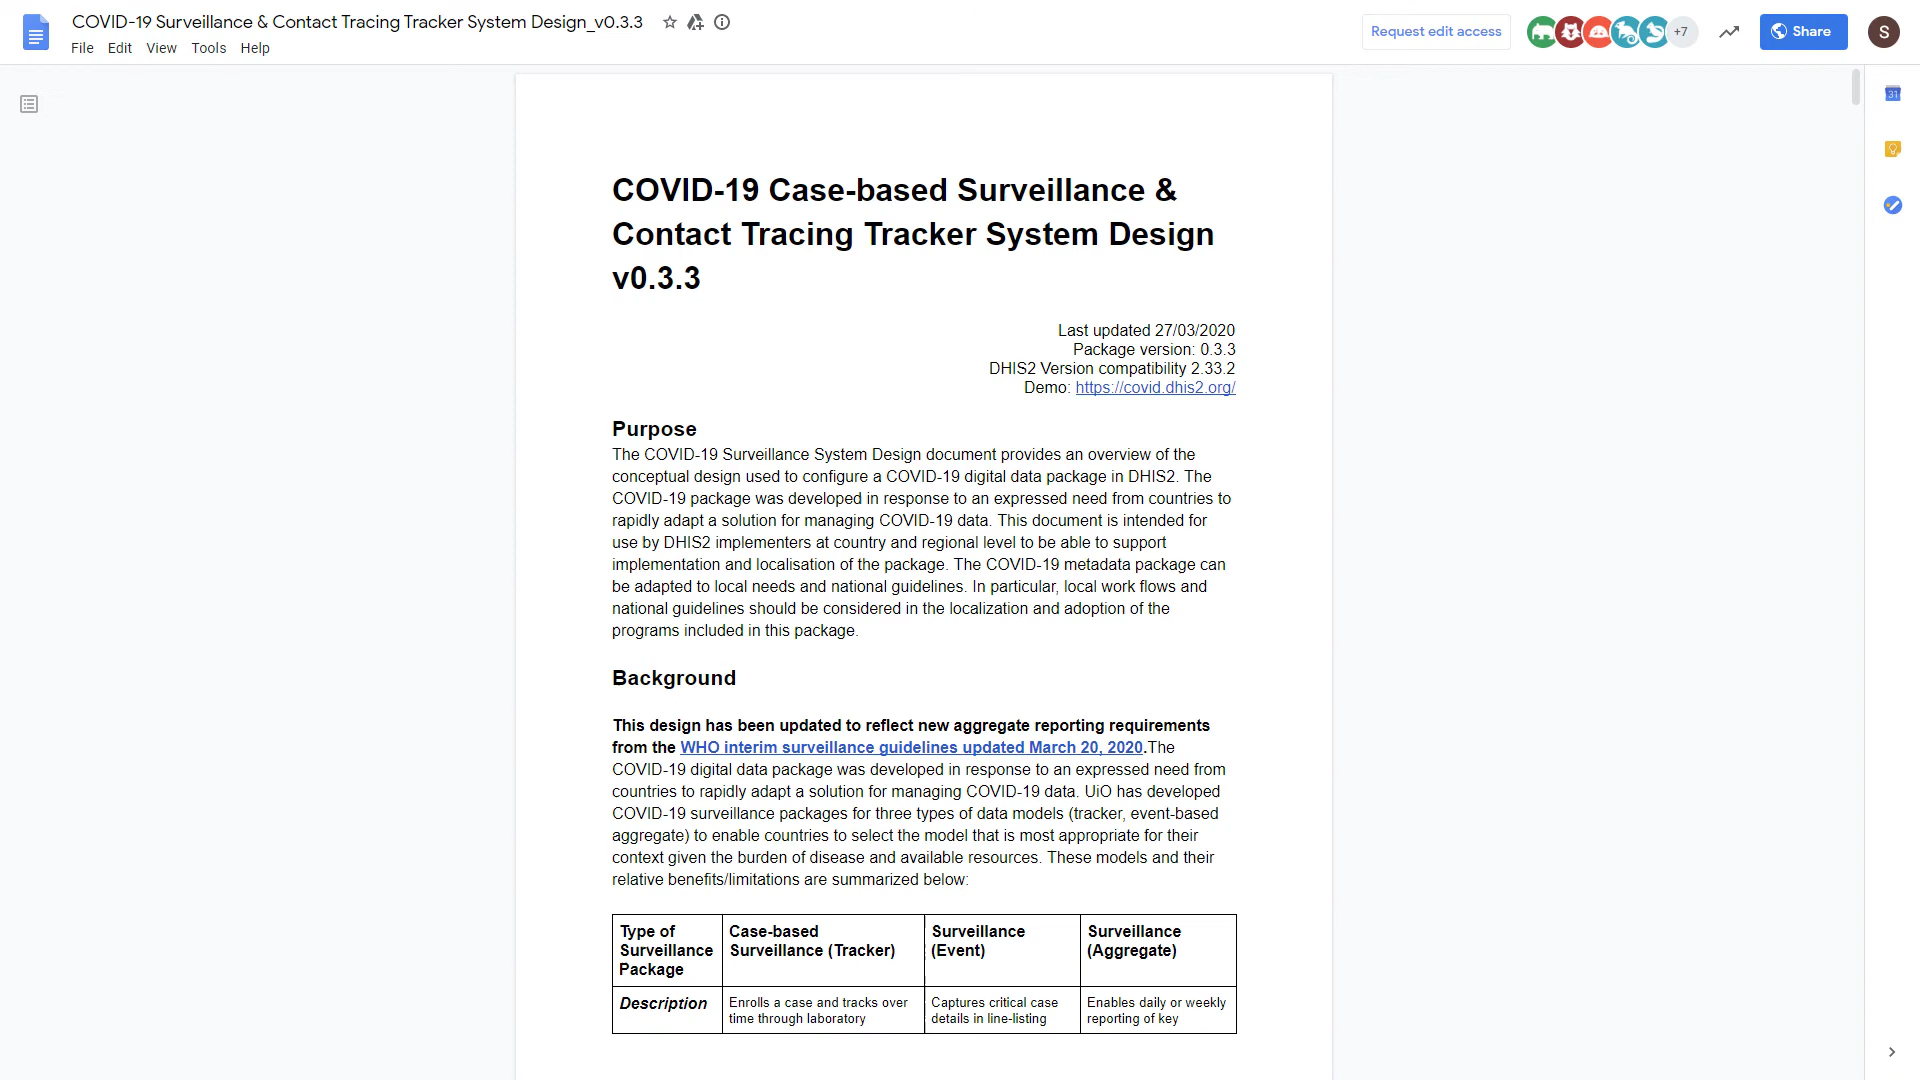 COVID-19 Surveillance & Contact Tracing Tracker System Design_v0.3.3
File Edit View Tools Help
Request edit access
+7
Share
S
31
COVID-19 Case-based Surveillance &
Contact Tracing Tracker System Design
v0.3.3
Last updated 27/03/2020
Package version: 0.3.3
DHIS2 Version compatibility 2.33.2
Demo: https://covid.dhis2.org/
Purpose
The COVID-19 Surveillance System Design document provides an overview of the
conceptual design used to configure a COVID-19 digital data package in DHIS2. The
COVID-19 package was developed in response to an expressed need from countries to
rapidly adapt a solution for managing COVID-19 data. This document is intended for
use by DHIS2 implementers at country and regional level to be able to support
implementation and localisation of the package. The COVID-19 metadata package can
be adapted to local needs and national guidelines. In particular, local work flows and
national guidelines should be considered in the localization and adoption of the
programs included in this package.
Background
This design has been updated to reflect new aggregate reporting requirements
from the WHO interim surveillance guidelines updated March 20, 2020.The
COVID-19 digital data package was developed in response to an expressed need from
countries to rapidly adapt a solution for managing COVID-19 data. UiO has developed
COVID-19 surveillance packages for three types of data models (tracker, event-based
aggregate) to enable countries to select the model that is most appropriate for their
context given the burden of disease and available resources. These models and their
relative benefits/limitations are summarized below:
Type of
Surveillance
Package
Case-based
Surveillance (Tracker)
Surveillance
(Event)
Surveillance
(Aggregate)
Description
Enrolls a case and tracks over
time through laboratory
Captures critical case
details in line-listing
Enables daily or weekly
reporting of key